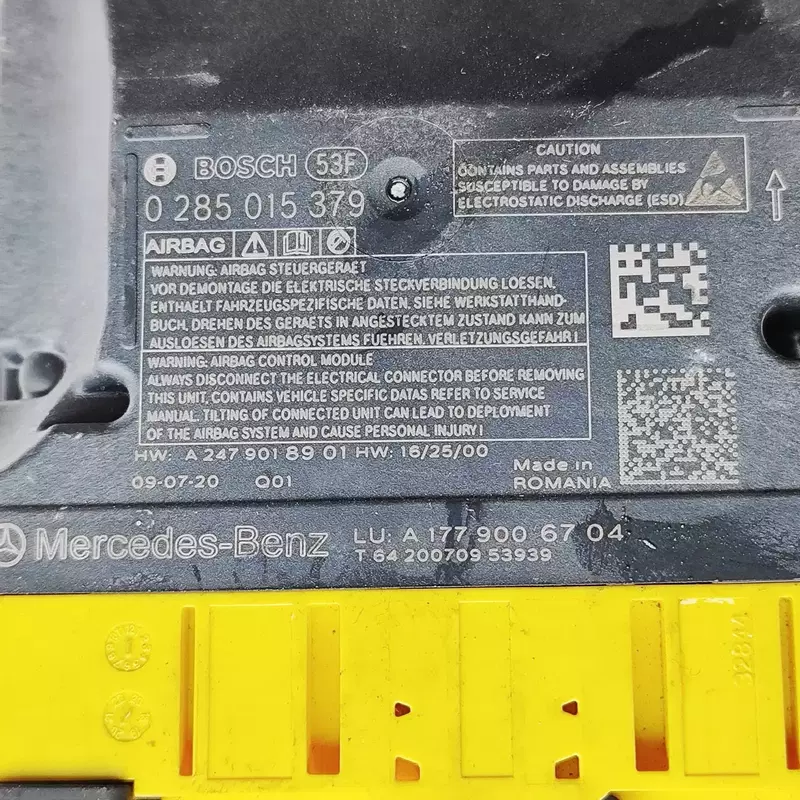 BOSCH 53F
0 285 015 379
CAUTION
CONTAINS PARTS AND ASSEMBLIES
SUSCEPTIBLE TO DAMAGE BY
ELECTROSTATIC DISCHARGE (ESD)
AIRBAG
WARNUNG: AIRBAG STEUERGERAET
VOR DEMONTAGE DIE ELEKTRISCHE STECKVERBINDUNG LOESEN,
ENTHAELT FAHRZEUGSPEZIFISCHE DATEN. SIEHE WERKSTATTHAND-
BUCH, DREHEN DES GERAETS IN ANGESTECKTEM ZUSTAND KANN ZUM
AUSLOESEN DES AIRBAGSYSTEMS FUEHREN. VERLETZUNGSGEFAHR!
WARNING: AIRBAG CONTROL MODULE
ALWAYS DISCONNECT THE ELECTRICAL CONNECTOR BEFORE REMOVING
THIS UNIT, CONTAINS VEHICLE SPECIFIC DATAS REFER TO SERVICE
MANUAL. TILTING OF CONNECTED UNIT CAN LEAD TO DEPLOYMENT
OF THE AIRBAG SYSTEM AND CAUSE PERSONAL INJURY!
HW: A 247 901 89 01 HW: 16/25/00
09-07-20 Q01
Made in
ROMANIA
Mercedes-Benz
LU: A 177 900 67 04
T 64 200709 53939
32844